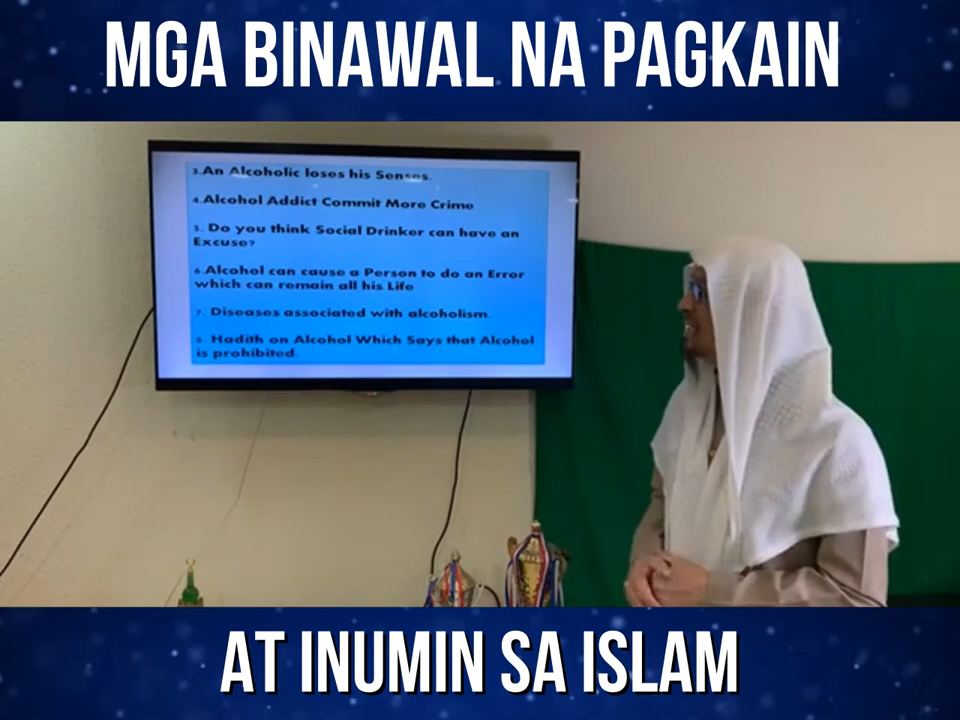 MGA BINAWAL NA PAGKAIN
3.An Alcoholic loses his Senses.
4.Alcohol Addict Commit More Crime
5. Do you think Social Drinker can have an
Excuse?
6.Alcohol can cause a Person to do an Error
which can remain all his Life
7. Diseases associated with alcoholism.
8. Hadith on Alcohol Which Says that Alcohol
is prohibited.
AT INUMIN SA ISLAM